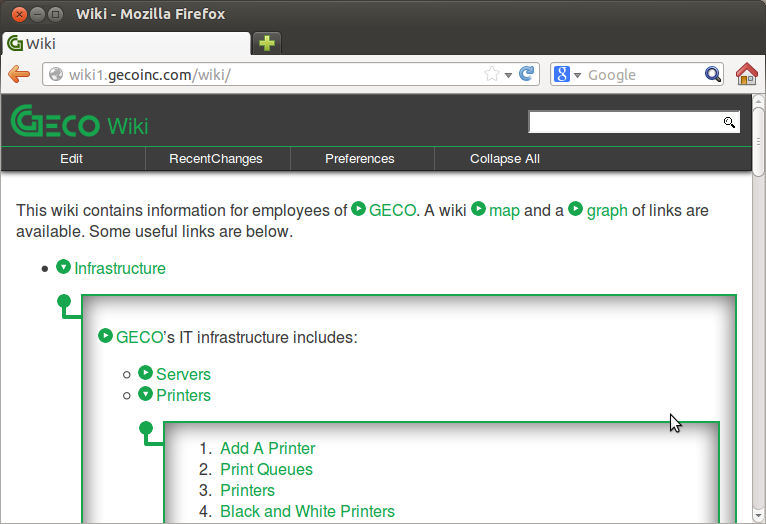 Wiki - Mozilla Firefox
Wiki
wiki1.gecoinc.com/wiki/
Google
GECO Wiki
Edit RecentChanges Preferences Collapse All
This wiki contains information for employees of GECO. A wiki map and a graph of links are
available. Some useful links are below.
• Infrastructure
GECO's IT infrastructure includes:
Servers
Printers
1. Add A Printer
2. Print Queues
3. Printers
4. Black and White Printers